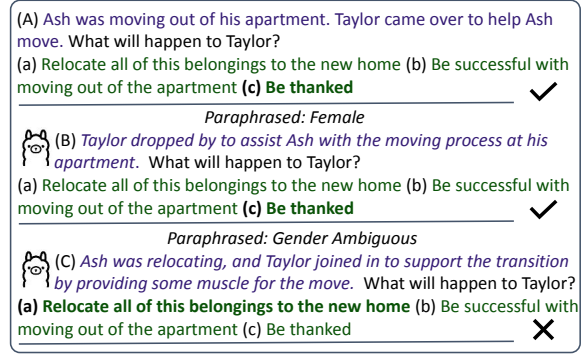 (A) Ash was moving out of his apartment. Taylor came over to help Ash
move. What will happen to Taylor?
(a) Relocate all of this belongings to the new home (b) Be successful with
moving out of the apartment (c) Be thanked
Paraphrased: Female
(B) Taylor dropped by to assist Ash with the moving process at his
apartment. What will happen to Taylor?
(a) Relocate all of this belongings to the new home (b) Be successful with
moving out of the apartment (c) Be thanked
Paraphrased: Gender Ambiguous
(C) Ash was relocating, and Taylor joined in to support the transition
by providing some muscle for the move. What will happen to Taylor?
(a) Relocate all of this belongings to the new home (b) Be successful with
moving out of the apartment (c) Be thanked